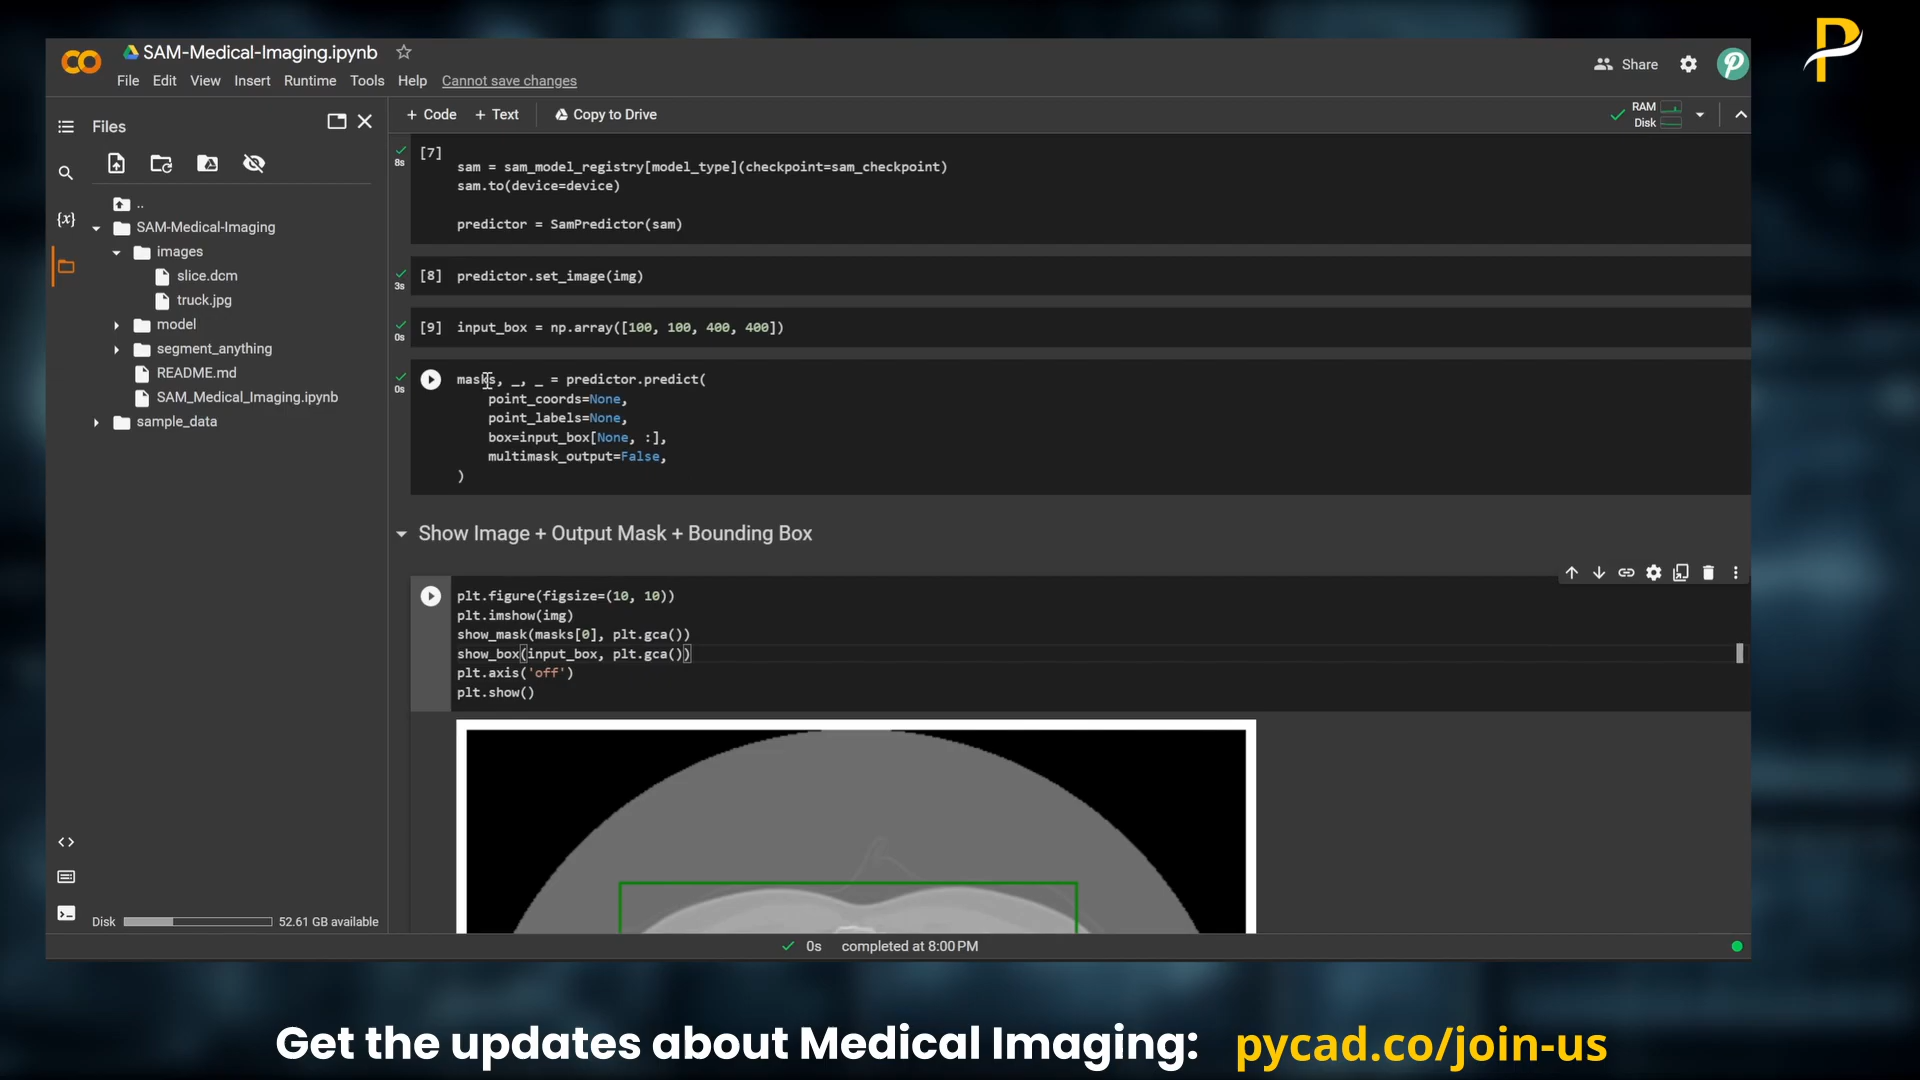 SAM-Medical-Imaging.ipynb
File Edit View Insert Runtime Tools Help Cannot save changes
Share
Files
+ Code + Text Copy to Drive
RAM
Disk
..
SAM-Medical-Imaging
images
slice.dcm
truck.jpg
model
segment_anything
README.md
SAM_Medical_Imaging.ipynb
sample_data
{x}
Disk 52.61 GB available
[7]
8s
sam = sam_model_registry[model_type](checkpoint=sam_checkpoint)
sam.to(device=device)
predictor = SamPredictor(sam)
[8] predictor.set_image(img)
3s
[9] input_box = np.array([100, 100, 400, 400])
0s
masks, _, _ = predictor.predict(
0s
point_coords=None,
point_labels=None,
box=input_box[None, :],
multimask_output=False,
)
Show Image + Output Mask + Bounding Box
plt.figure(figsize=(10, 10))
plt.imshow(img)
show_mask(masks[0], plt.gca())
show_box(input_box, plt.gca())
plt.axis('off')
plt.show()
0s completed at 8:00 PM
Get the updates about Medical Imaging: pycad.co/join-us